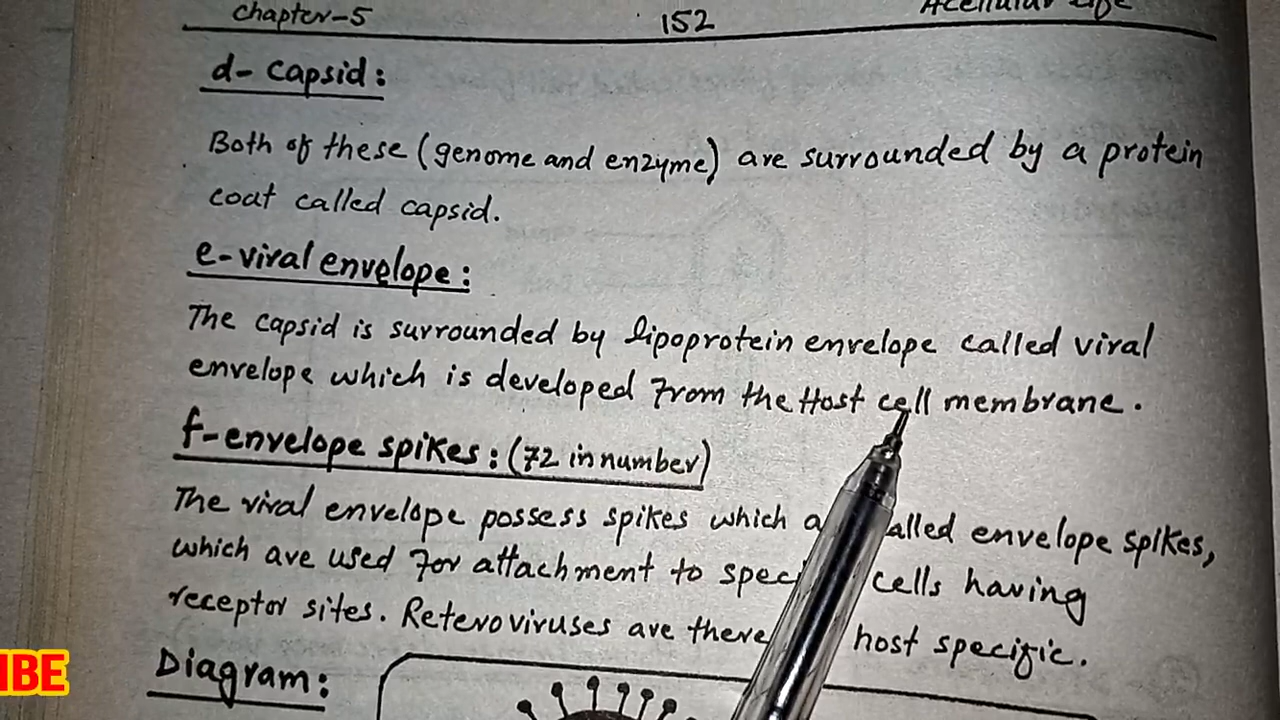 Chapter-5 152 Acellular Life
d- Capsid:
Both of these (genome and enzyme) are surrounded by a protein
coat called capsid.
e-viral envelope:
The capsid is surrounded by lipoprotein envelope called viral
envelope which is developed from the Host cell membrane.
f-envelope spikes: (72 in number)
The viral envelope possess spikes which a alled envelope spikes,
which are used for attachment to speci cells having
receptor sites. Reteroviruses are there host specific.
Diagram:
IBE